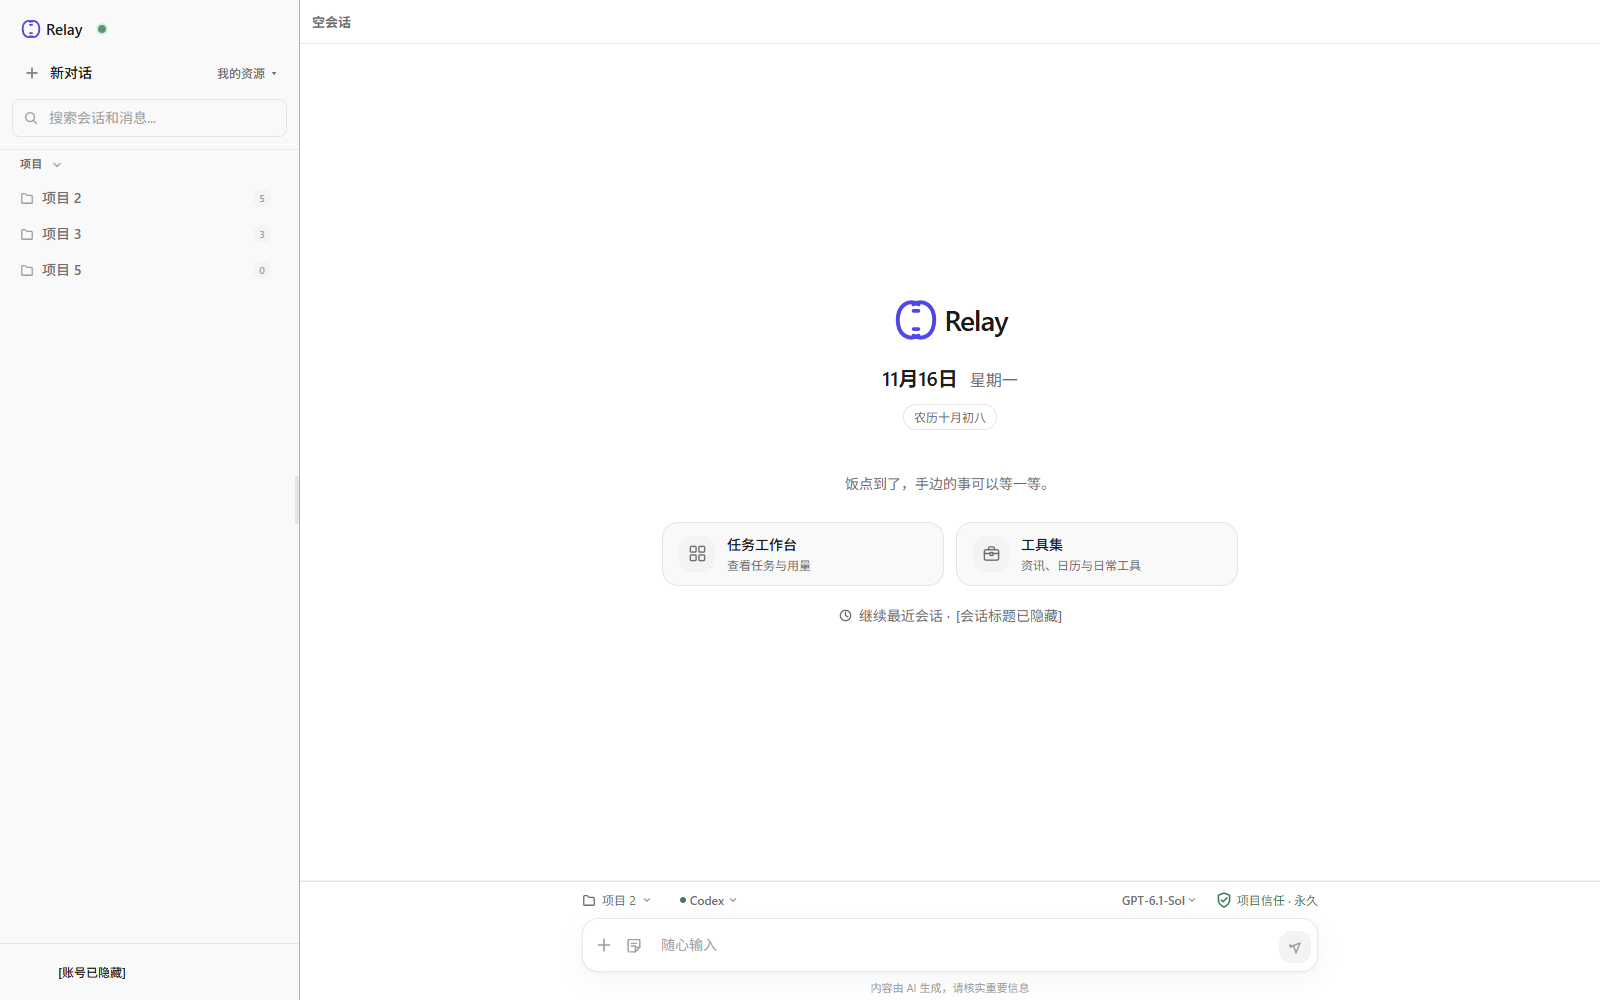 Relay
新对话
我的资源
搜索会话和消息...
项目
项目 2
5
项目 3
3
项目 5
0
[账号已隐藏]
空会话
Relay
11月16日 星期一
农历十月初八
饭点到了，手边的事可以等一等。
任务工作台
查看任务与用量
工具集
资讯、日历与日常工具
继续最近会话 · [会话标题已隐藏]
项目 2
Codex
GPT-6.1-Sol
项目信任 · 永久
随心输入
内容由 AI 生成，请核实重要信息